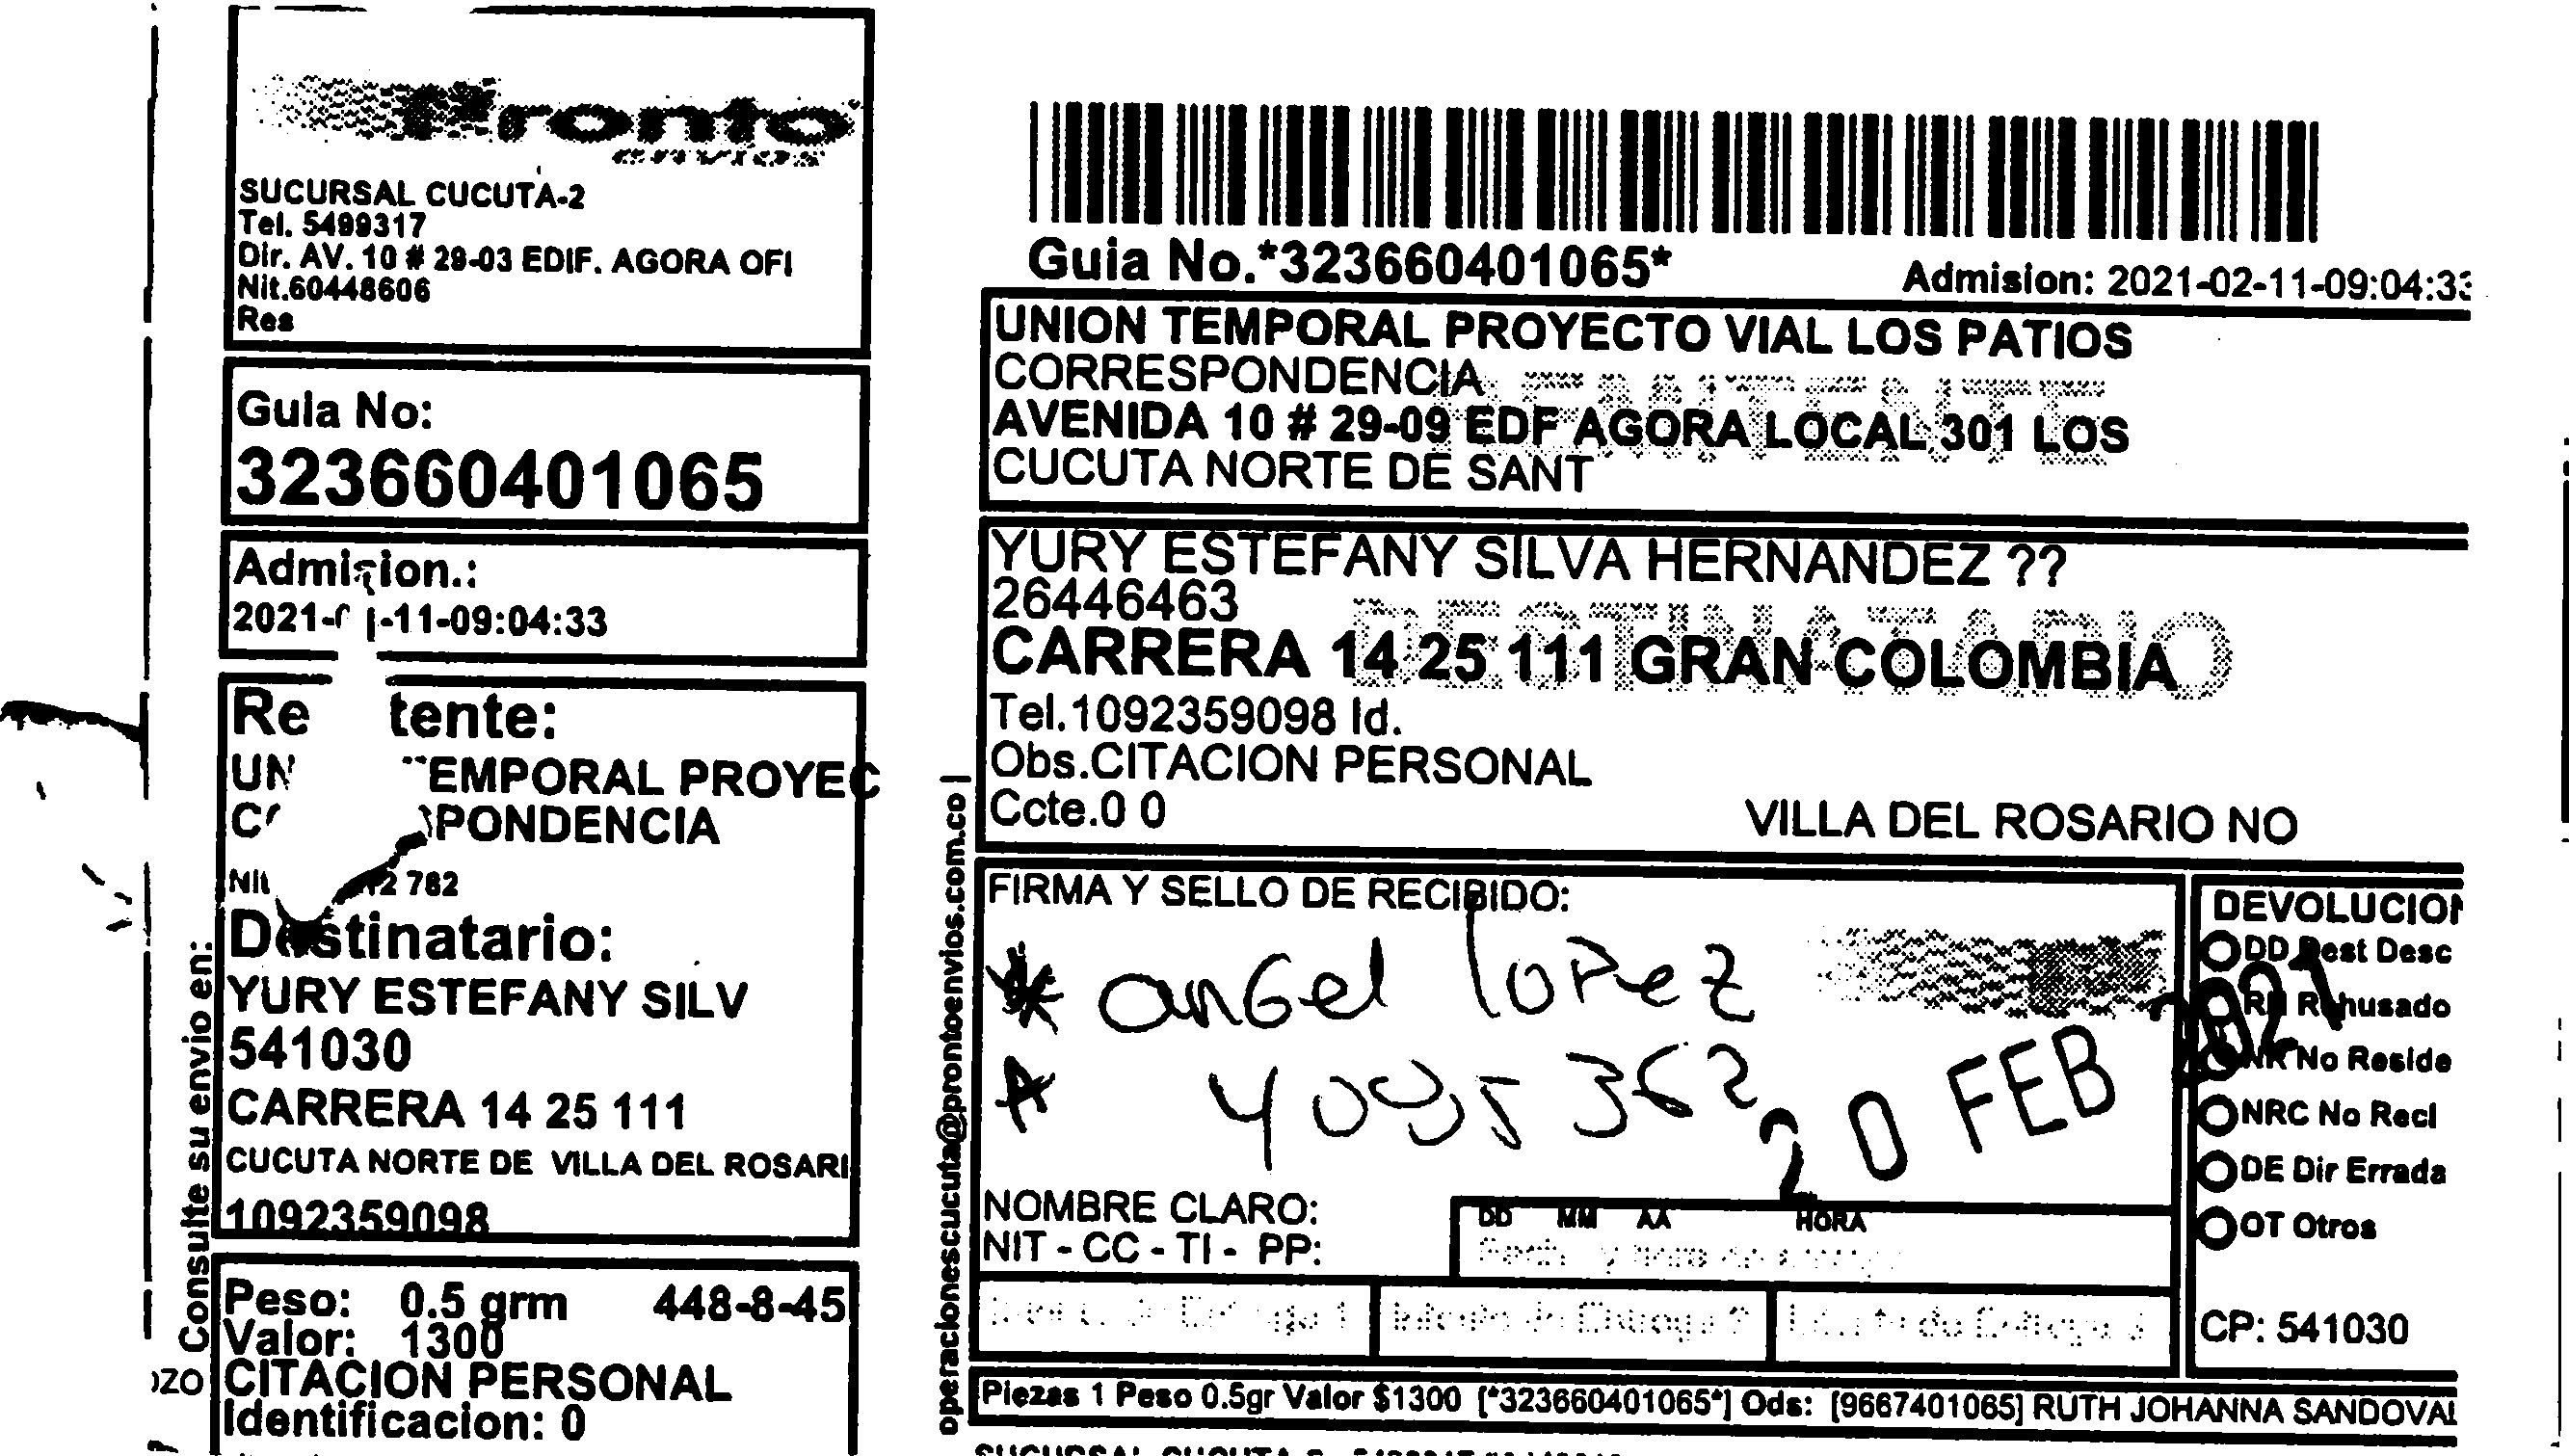 Pronto
envios
SUCURSAL CUCUTA-2
Tel. 5499317
Dir. AV. 10 # 29-03 EDIF. AGORA OFI
Nit.60448606
Res
Guia No:
323660401065
Admision.:
2021- -11-09:04:33
Re tente:
UN TEMPORAL PROYEC
C PONDENCIA
Nit 2 782
Destinatario:
YURY ESTEFANY SILV
541030
CARRERA 14 25 111
CUCUTA NORTE DE VILLA DEL ROSARI
1092359098
Peso: 0.5 grm 448-8-45
Valor: 1300
CITACION PERSONAL
Identificacion: 0
Consulte su envio en:
ozo
Guia No.*323660401065*
Admision: 2021-02-11-09:04:33
UNION TEMPORAL PROYECTO VIAL LOS PATIOS
CORRESPONDENCIA
AVENIDA 10 # 29-09 EDF AGORA LOCAL 301 LOS
CUCUTA NORTE DE SANT
YURY ESTEFANY SILVA HERNANDEZ ??
26446463
DESTINATARIO
CARRERA 14 25 111 GRAN COLOMBIA
Tel.1092359098 Id.
Obs.CITACION PERSONAL
Ccte.0 0
VILLA DEL ROSARIO NO
operacionescucuta@prontoenvios.com.co |
FIRMA Y SELLO DE RECIBIDO:
* anGel loPez
20 FEB 2021
NOMBRE CLARO:
NIT - CC - TI - PP:
DD MM AA HORA
DEVOLUCION
DD Dest Desc
RH Rehusado
NR No Reside
NRC No Recl
DE Dir Errada
OT Otros
CP: 541030
Piezas 1 Peso 0.5gr Valor $1300 [*323660401065*] Ods: [9667401065] RUTH JOHANNA SANDOVAL